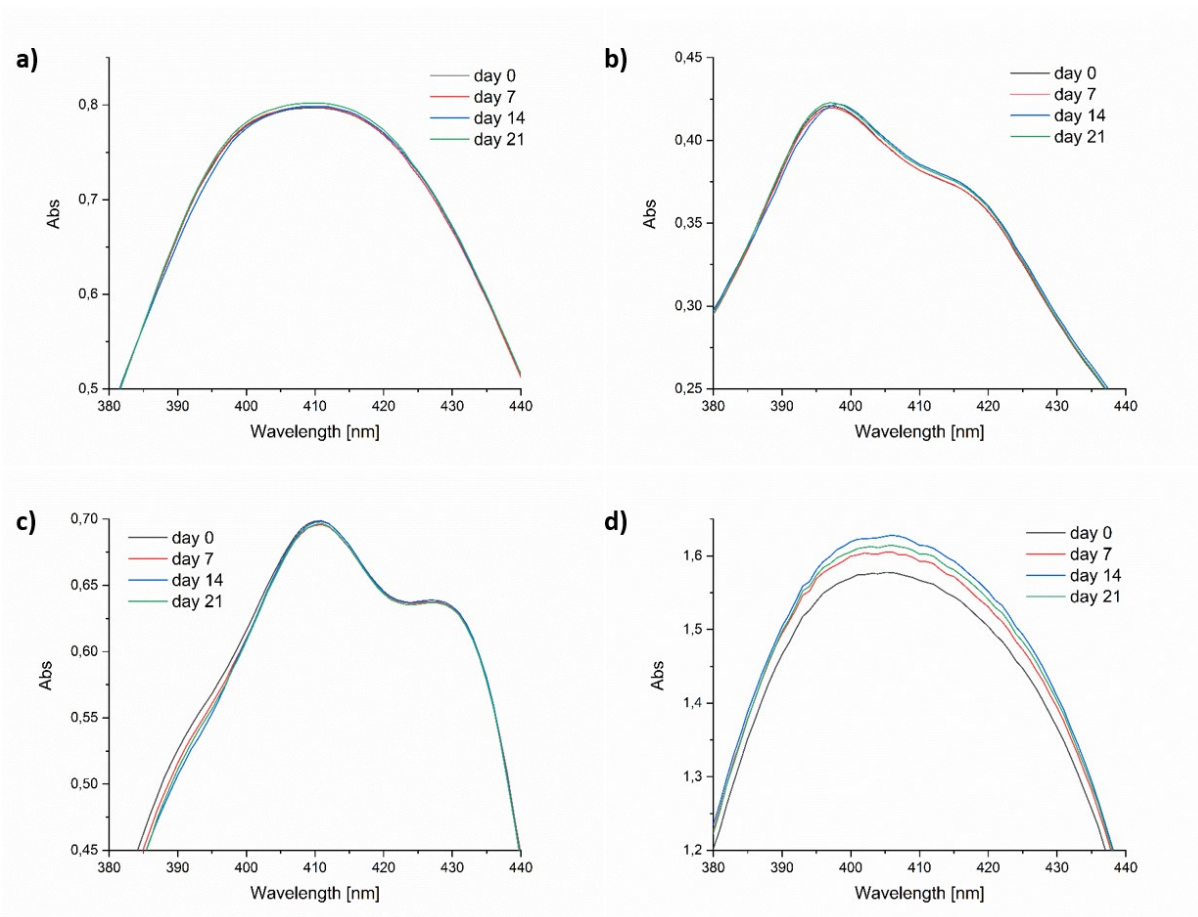 a)
day 0
day 7
day 14
day 21
0,8
0,7
0,6
0,5
Abs
380 390 400 410 420 430 440
Wavelength [nm]
b)
day 0
day 7
day 14
day 21
0,45
0,40
0,35
0,30
0,25
Abs
380 390 400 410 420 430 440
Wavelength [nm]
c)
day 0
day 7
day 14
day 21
0,70
0,65
0,60
0,55
0,50
0,45
Abs
380 390 400 410 420 430 440
Wavelength [nm]
d)
day 0
day 7
day 14
day 21
1,6
1,5
1,4
1,3
1,2
Abs
380 390 400 410 420 430 440
Wavelength [nm]